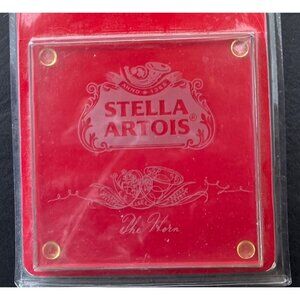 ANNO 1366
STELLA
ARTOIS®
The Horn